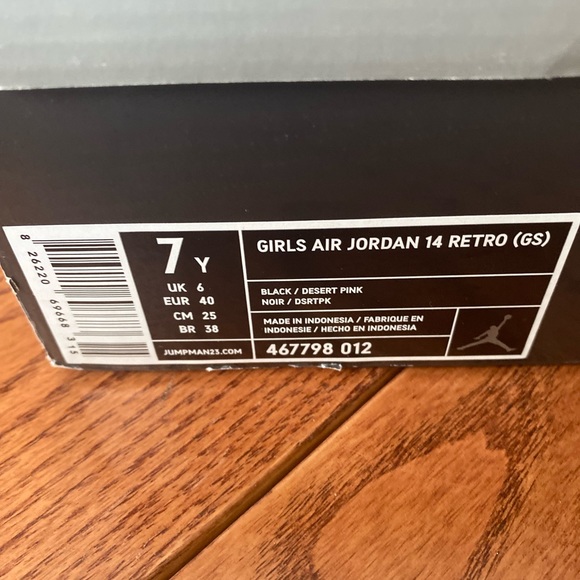 8 26220 69668 315
7 Y
UK 6
EUR 40
CM 25
BR 38
JUMPMAN23.COM
GIRLS AIR JORDAN 14 RETRO (GS)
BLACK / DESERT PINK
NOIR / DSRTPK
MADE IN INDONESIA / FABRIQUE EN
INDONESIE / HECHO EN INDONESIA
467798 012